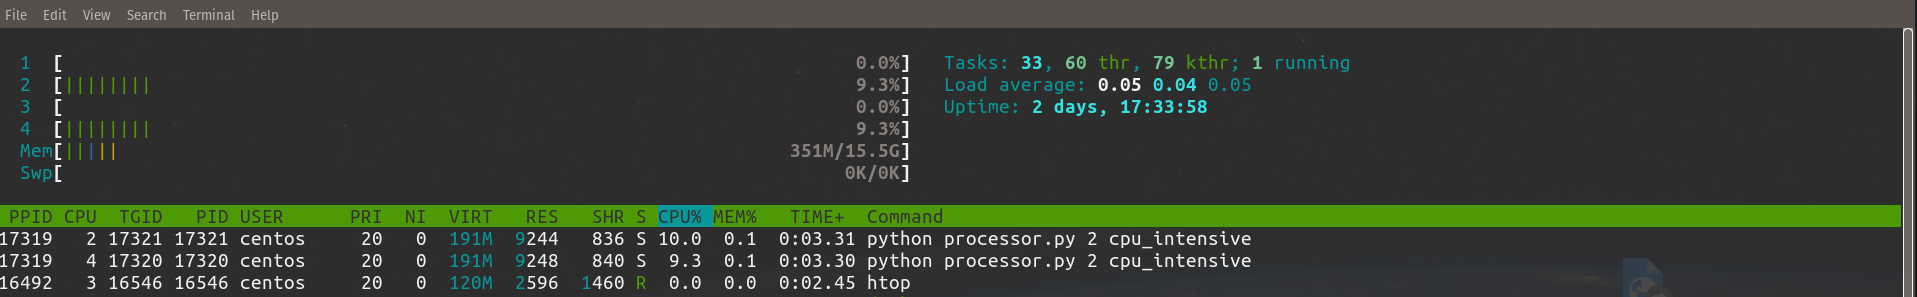 File Edit View Search Terminal Help
1 [ 0.0%] Tasks: 33, 60 thr, 79 kthr; 1 running
2 [|||||||| 9.3%] Load average: 0.05 0.04 0.05
3 [ 0.0%] Uptime: 2 days, 17:33:58
4 [|||||||| 9.3%]
Mem[||||| 351M/15.5G]
Swp[ 0K/0K]
PPID CPU TGID PID USER PRI NI VIRT RES SHR S CPU% MEM% TIME+ Command
17319 2 17321 17321 centos 20 0 191M 9244 836 S 10.0 0.1 0:03.31 python processor.py 2 cpu_intensive
17319 4 17320 17320 centos 20 0 191M 9248 840 S 9.3 0.1 0:03.30 python processor.py 2 cpu_intensive
16492 3 16546 16546 centos 20 0 120M 2596 1460 R 0.0 0.0 0:02.45 htop